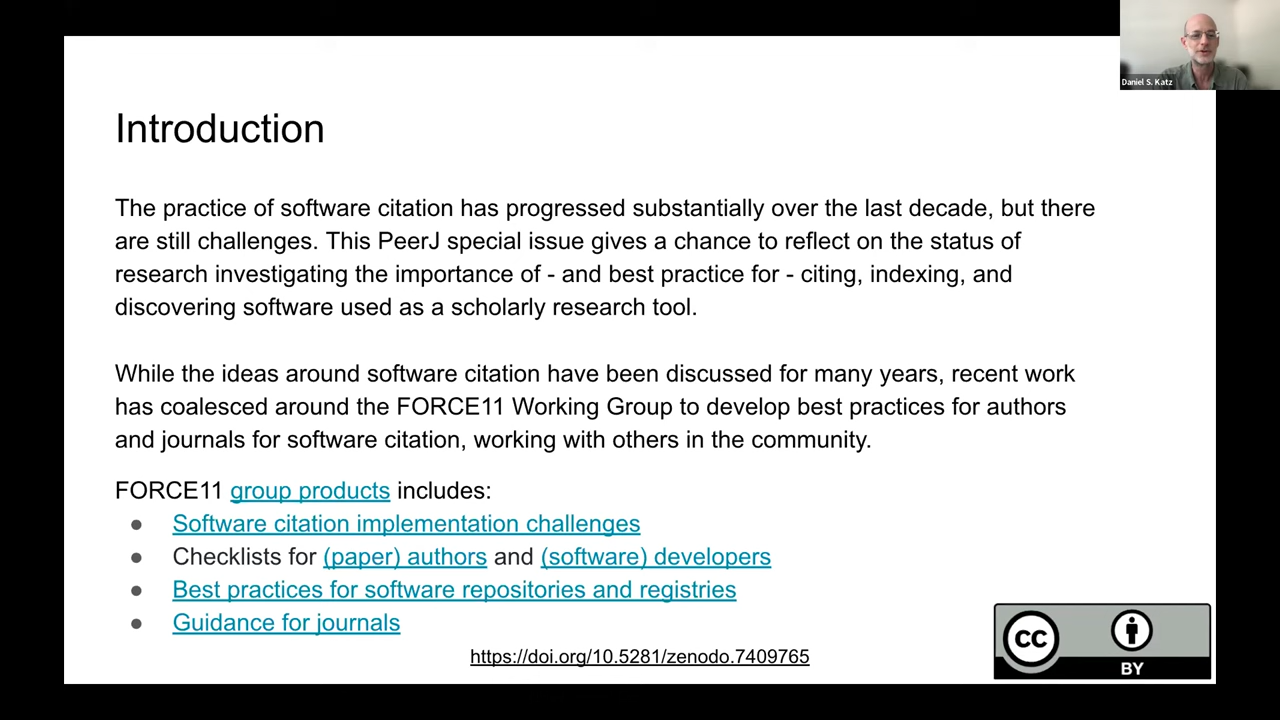 Daniel S. Katz
Introduction
The practice of software citation has progressed substantially over the last decade, but there
are still challenges. This PeerJ special issue gives a chance to reflect on the status of
research investigating the importance of - and best practice for - citing, indexing, and
discovering software used as a scholarly research tool.
While the ideas around software citation have been discussed for many years, recent work
has coalesced around the FORCE11 Working Group to develop best practices for authors
and journals for software citation, working with others in the community.
FORCE11 group products includes:
● Software citation implementation challenges
● Checklists for (paper) authors and (software) developers
● Best practices for software repositories and registries
● Guidance for journals
https://doi.org/10.5281/zenodo.7409765
CC
BY